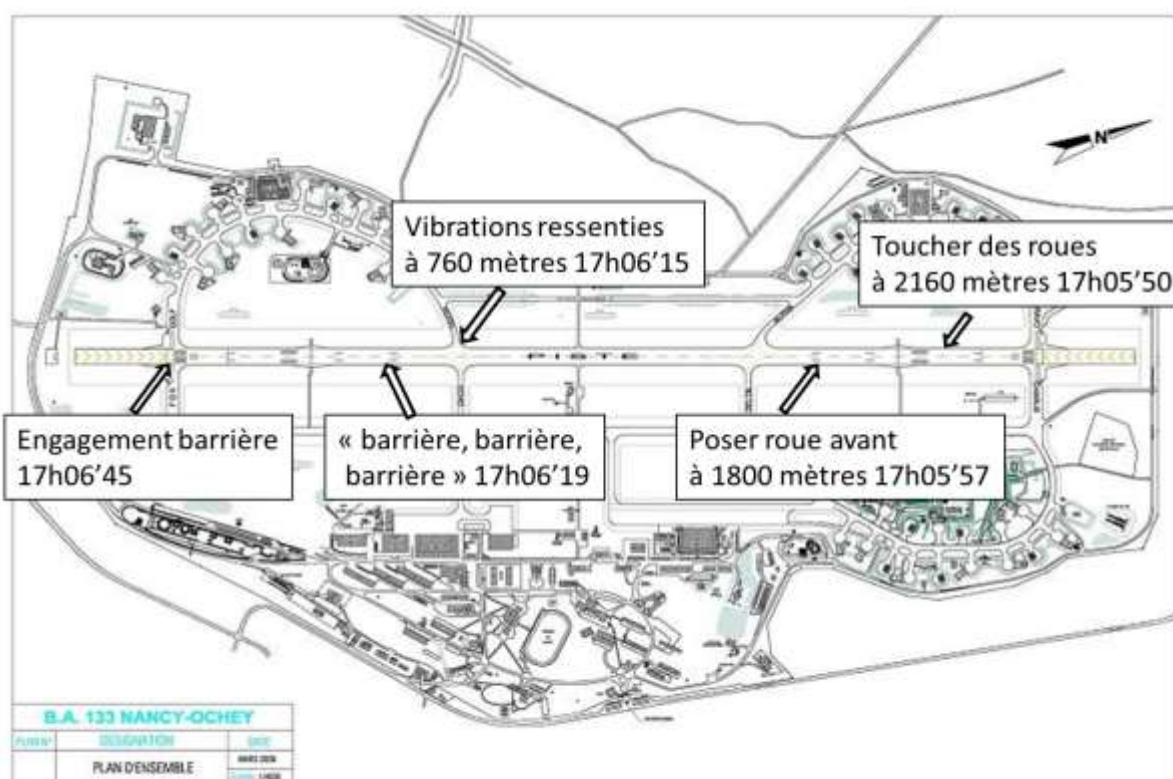 N
Vibrations ressenties
à 760 mètres 17h06'15
Toucher des roues
à 2160 mètres 17h05'50
PISTE
Engagement barrière
17h06'45
« barrière, barrière,
barrière » 17h06'19
Poser roue avant
à 1800 mètres 17h05'57
B.A. 133 NANCY-OCHEY
DESIGNATION
DATE
PLAN D'ENSEMBLE